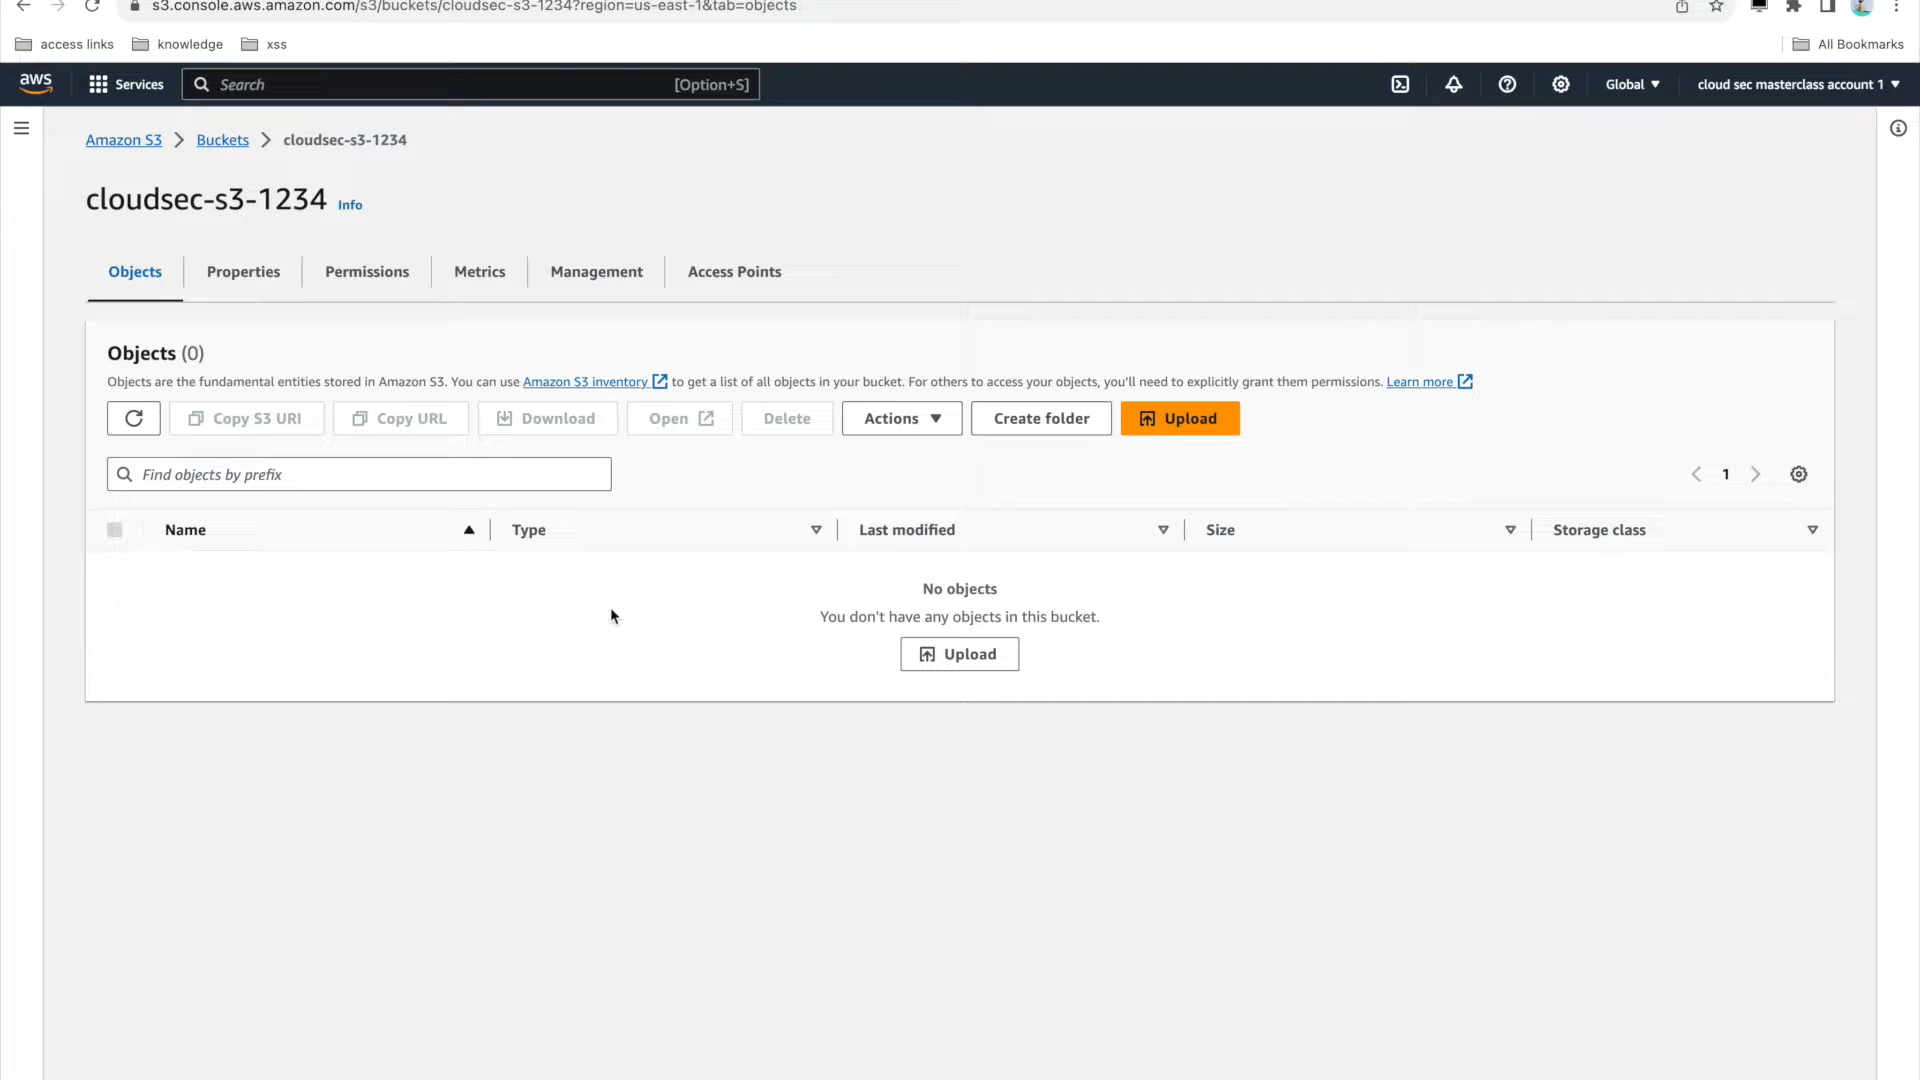 s3.console.aws.amazon.com/s3/buckets/cloudsec-s3-1234?region=us-east-1&tab=objects
access links knowledge xss All Bookmarks
aws Services Search [Option+S] Global cloud sec masterclass account 1
Amazon S3 Buckets cloudsec-s3-1234
cloudsec-s3-1234 Info
Objects Properties Permissions Metrics Management Access Points
Objects (0)
Objects are the fundamental entities stored in Amazon S3. You can use Amazon S3 inventory to get a list of all objects in your bucket. For others to access your objects, you'll need to explicitly grant them permissions. Learn more
Copy S3 URI Copy URL Download Open Delete Actions Create folder Upload
Find objects by prefix 1
Name Type Last modified Size Storage class
No objects
You don't have any objects in this bucket.
Upload